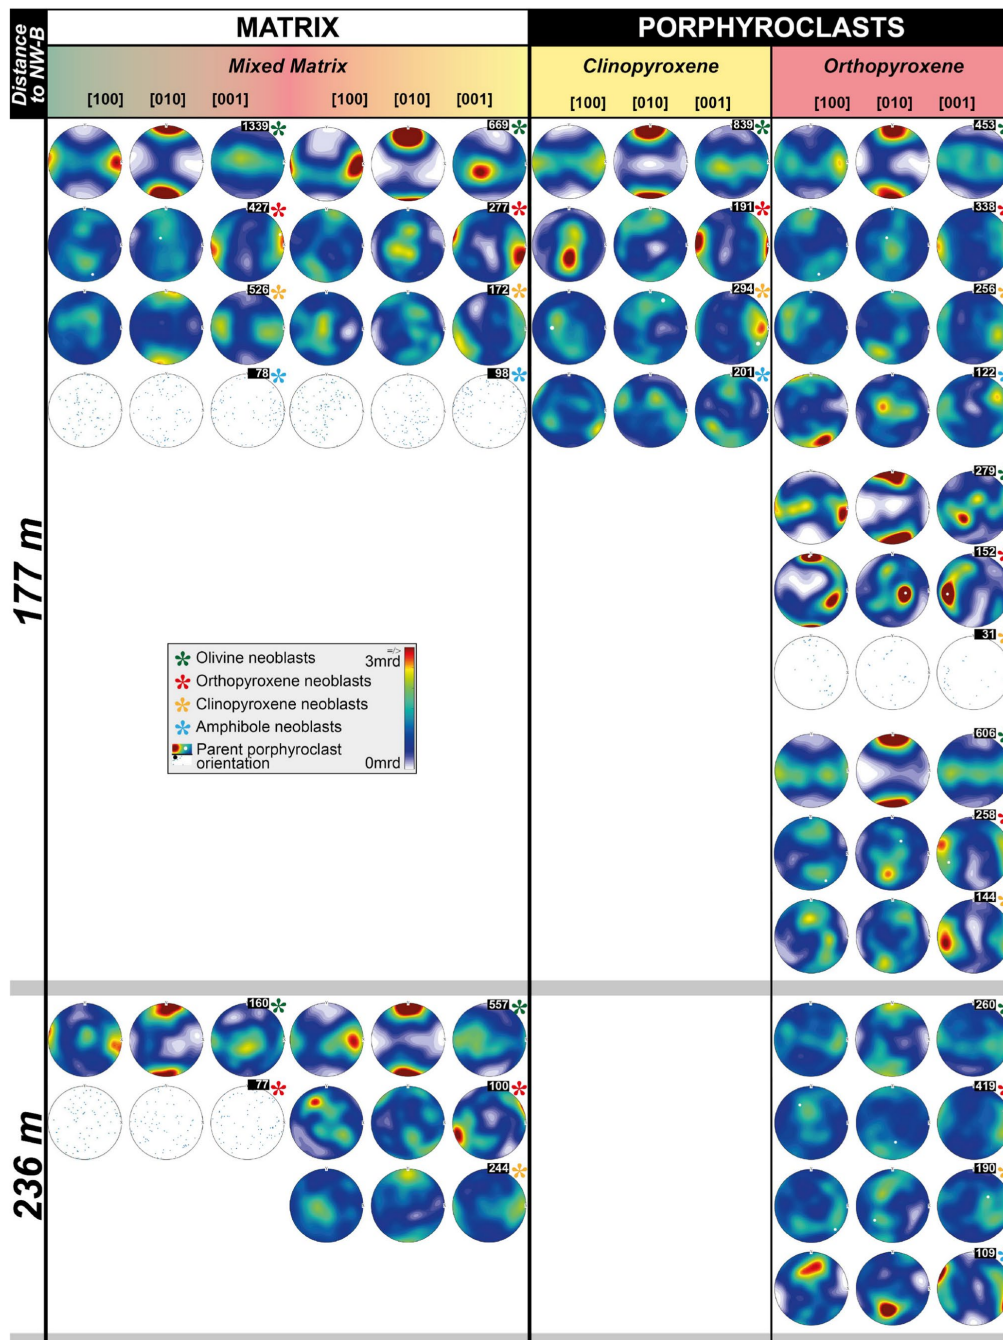 Distance to NW-B
MATRIX
PORPHYROCLASTS
Mixed Matrix
Clinopyroxene
Orthopyroxene
[100] [010] [001] [100] [010] [001] [100] [010] [001] [100] [010] [001]
1339 669 839 453
427 277 191 338
526 172 294 256
78 98 201 122
279
177 m
152
31
Olivine neoblasts
Orthopyroxene neoblasts
Clinopyroxene neoblasts
Amphibole neoblasts
Parent porphyroclast
orientation
=/>
3mrd
0mrd
606
258
144
160 557 260
77 100 419
236 m
244 190
109